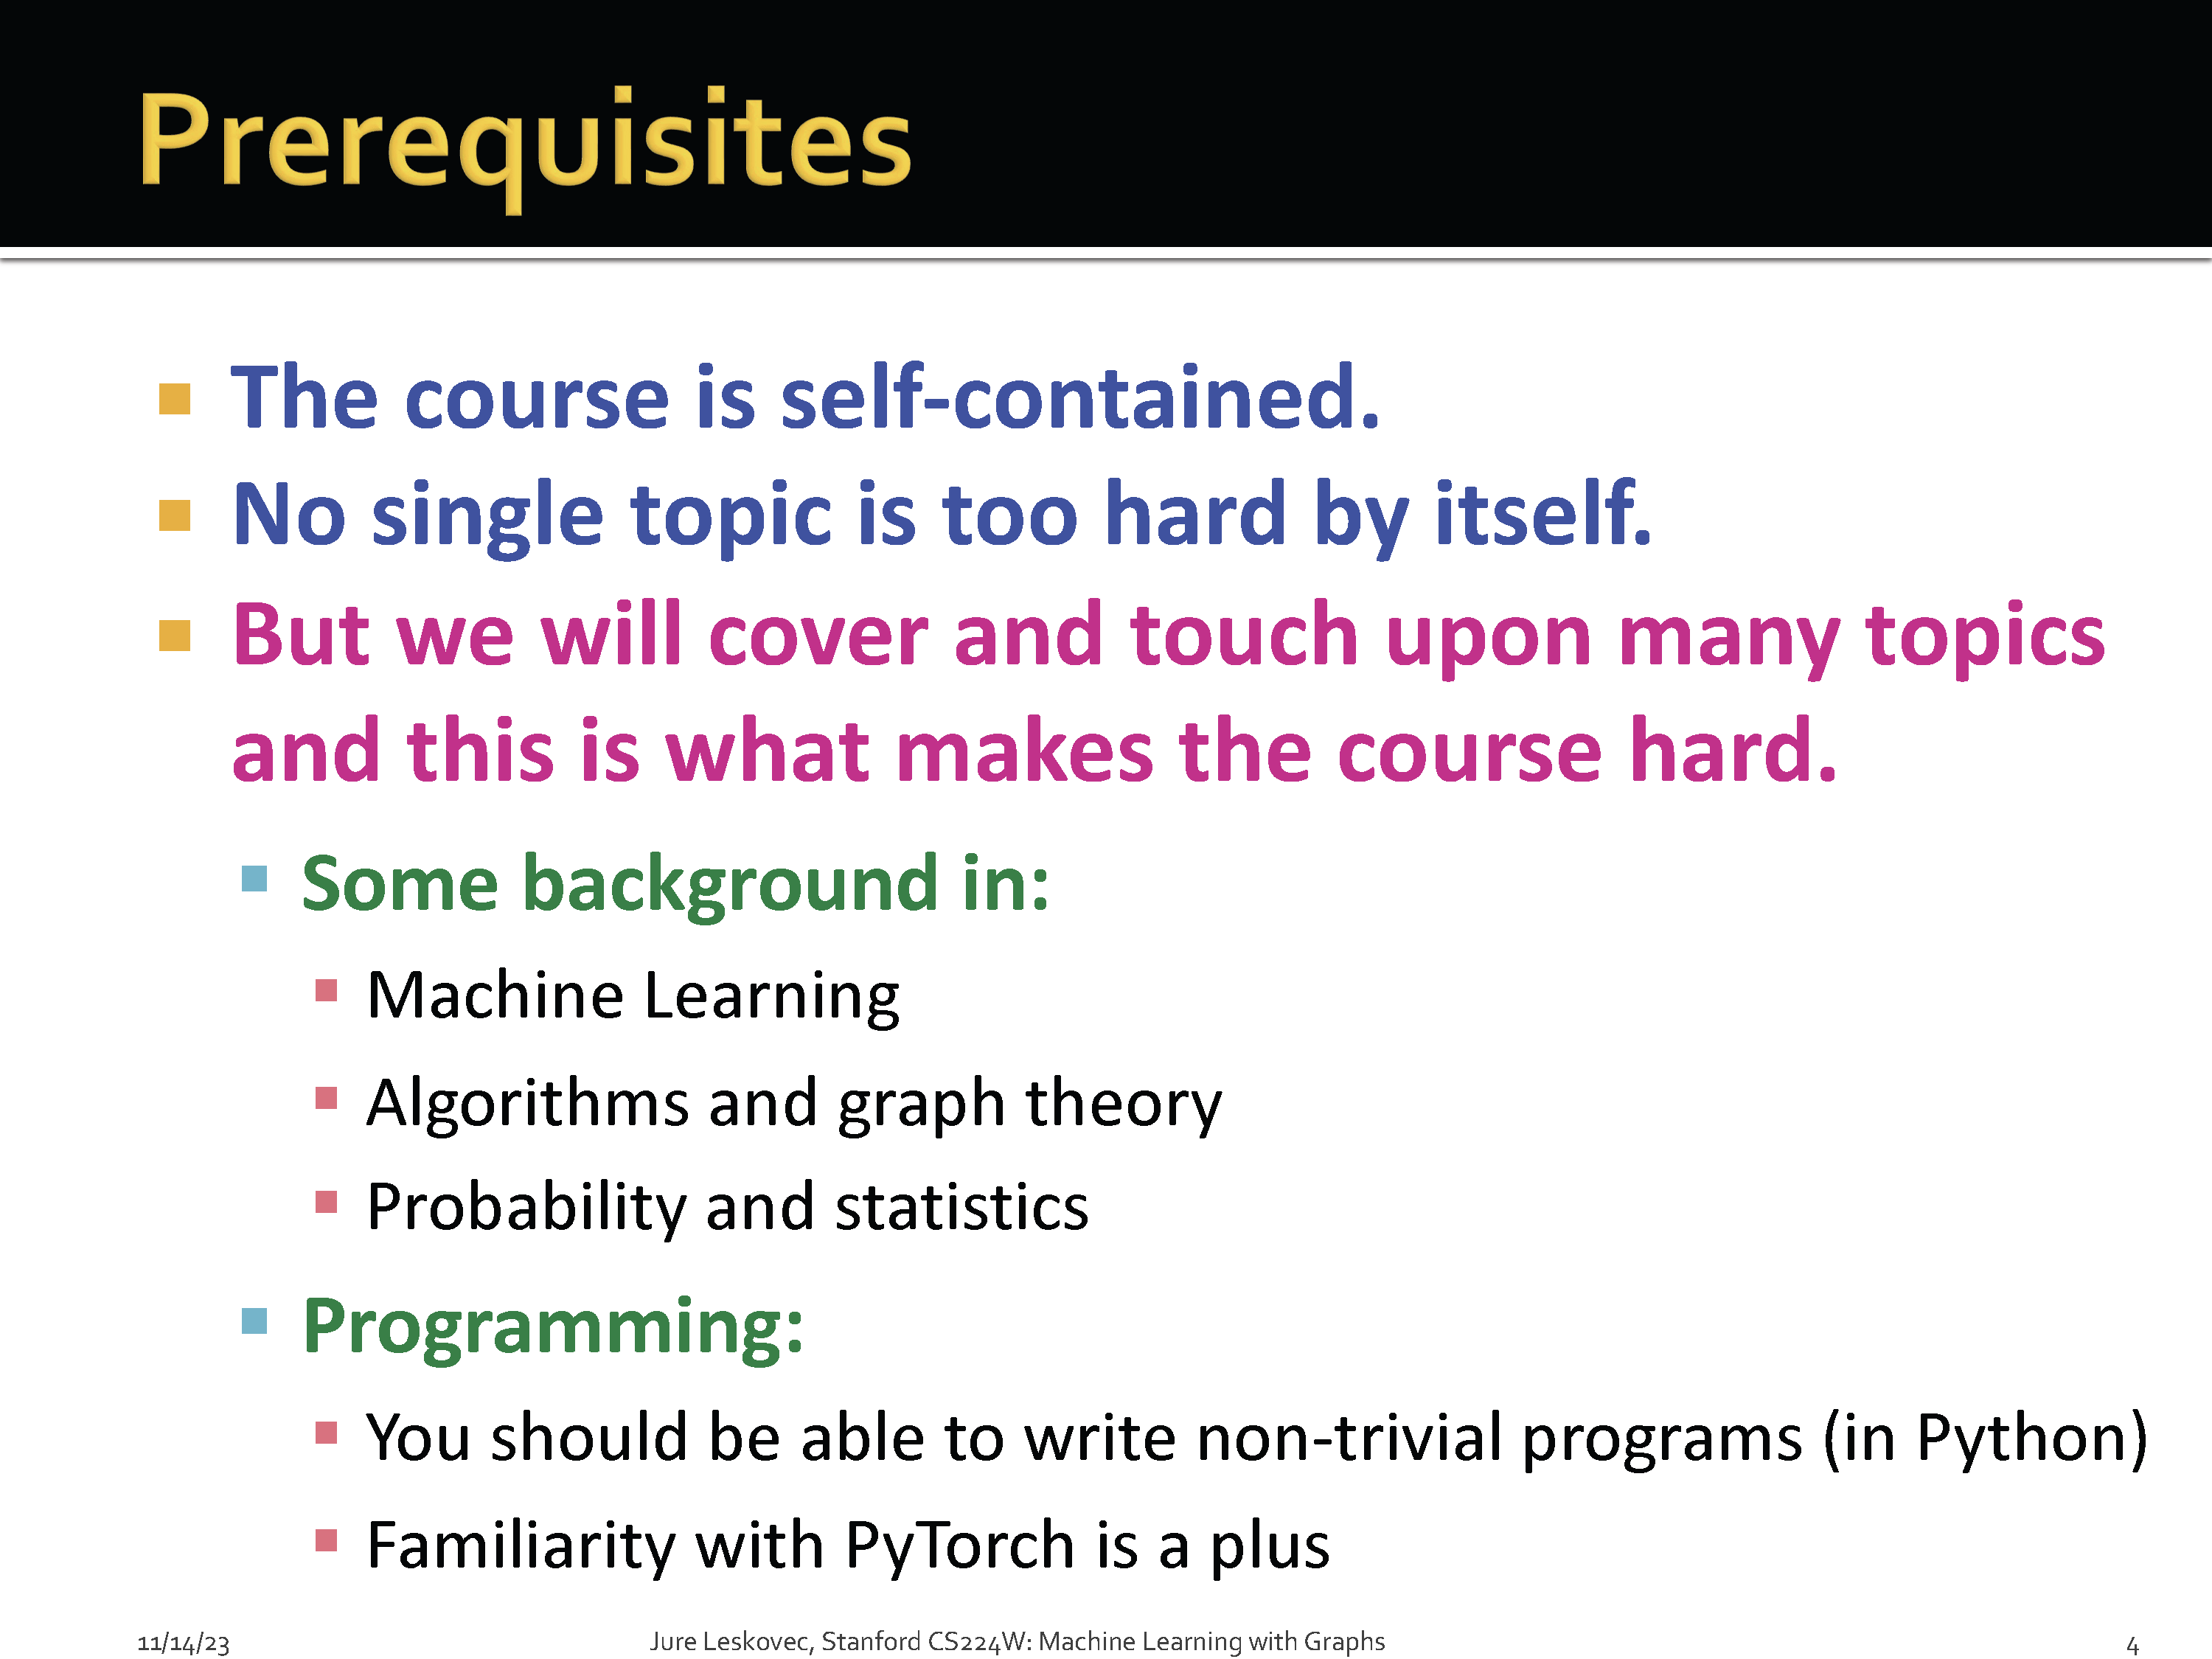 Prerequisites
The course is self-contained.
No single topic is too hard by itself.
But we will cover and touch upon many topics
and this is what makes the course hard.
Some background in:
Machine Learning
Algorithms and graph theory
Probability and statistics
Programming:
You should be able to write non-trivial programs (in Python)
Familiarity with PyTorch is a plus
11/14/23
Jure Leskovec, Stanford CS224W: Machine Learning with Graphs
4